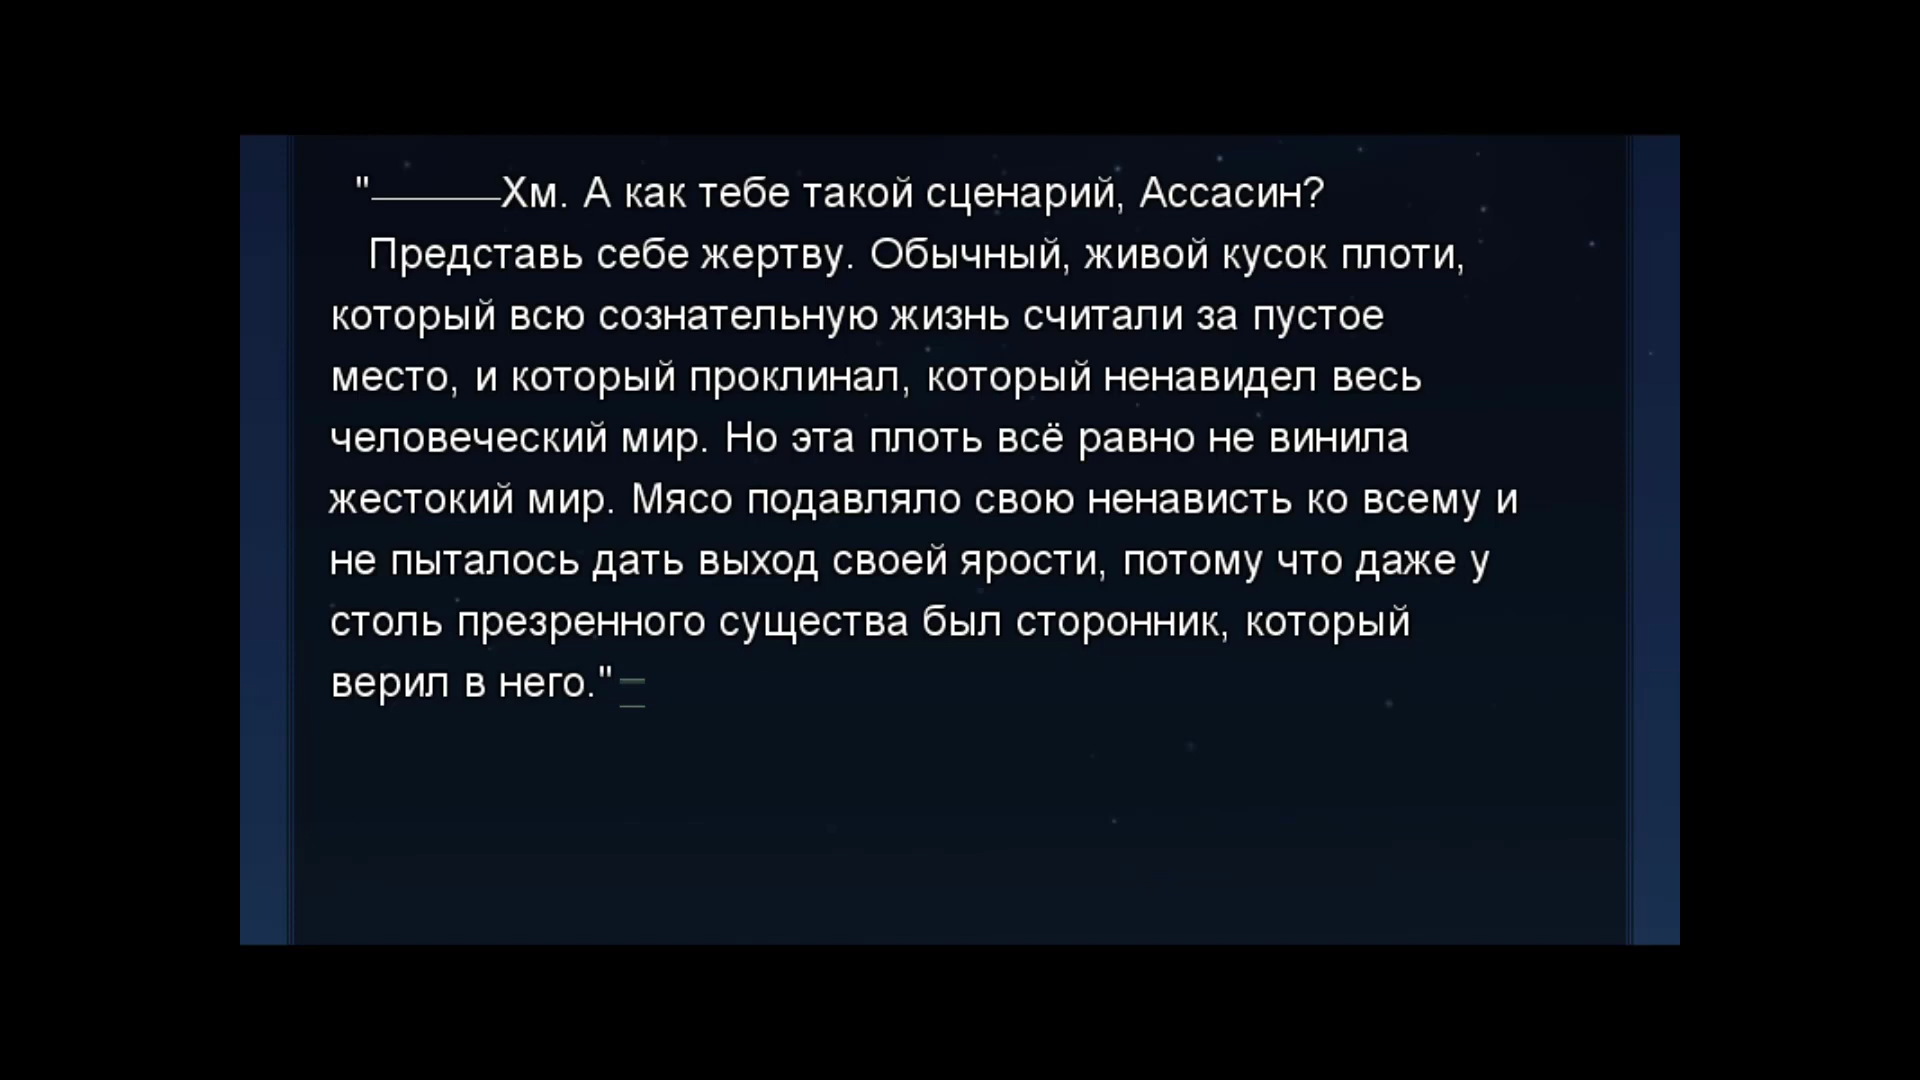 "————Хм. А как тебе такой сценарий, Ассасин?
Представь себе жертву. Обычный, живой кусок плоти,
который всю сознательную жизнь считали за пустое
место, и который проклинал, который ненавидел весь
человеческий мир. Но эта плоть всё равно не винила
жестокий мир. Мясо подавляло свою ненависть ко всему и
не пыталось дать выход своей ярости, потому что даже у
столь презренного существа был сторонник, который
верил в него."